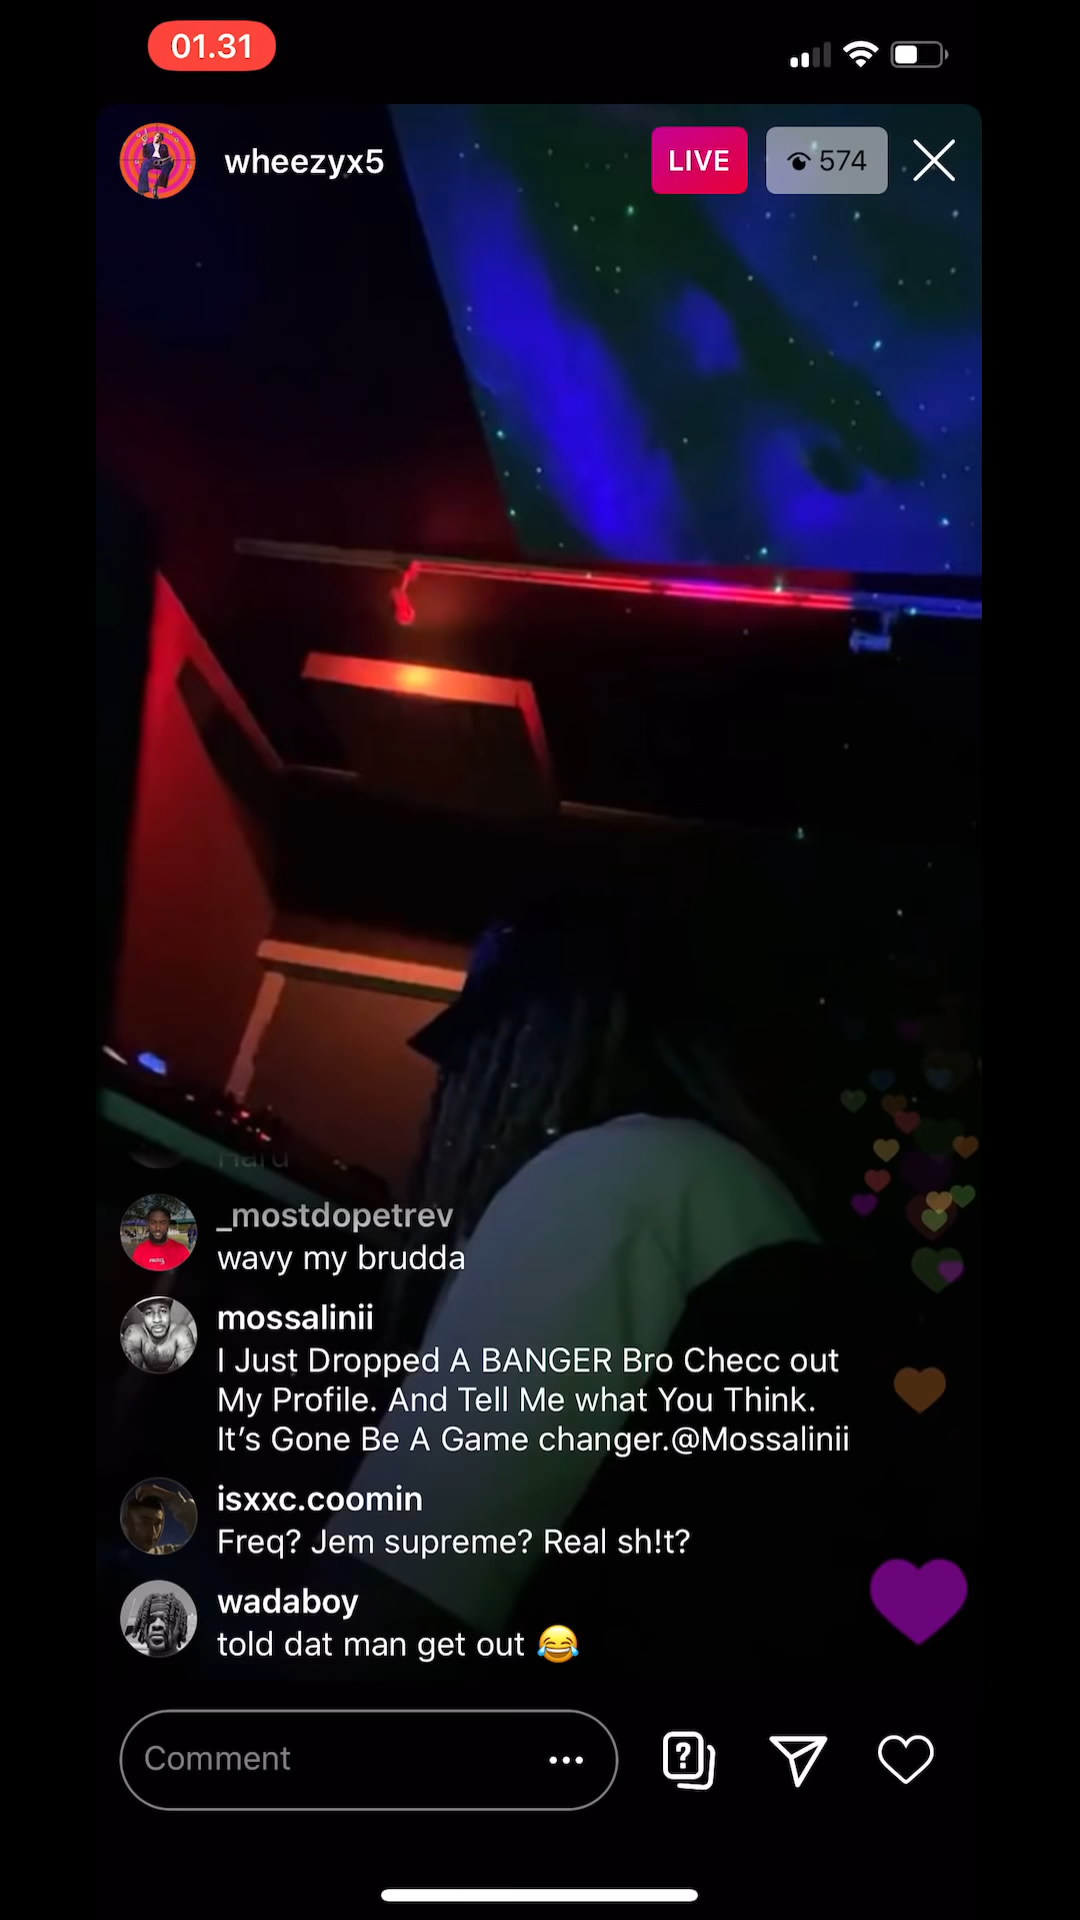 01.31
wheezyx5
LIVE
574
Hard
_mostdopetrev
wavy my brudda
mossalinii
I Just Dropped A BANGER Bro Checc out
My Profile. And Tell Me what You Think.
It’s Gone Be A Game changer.@Mossalinii
isxxc.coomin
Freq? Jem supreme? Real sh!t?
wadaboy
told dat man get out 😂
Comment